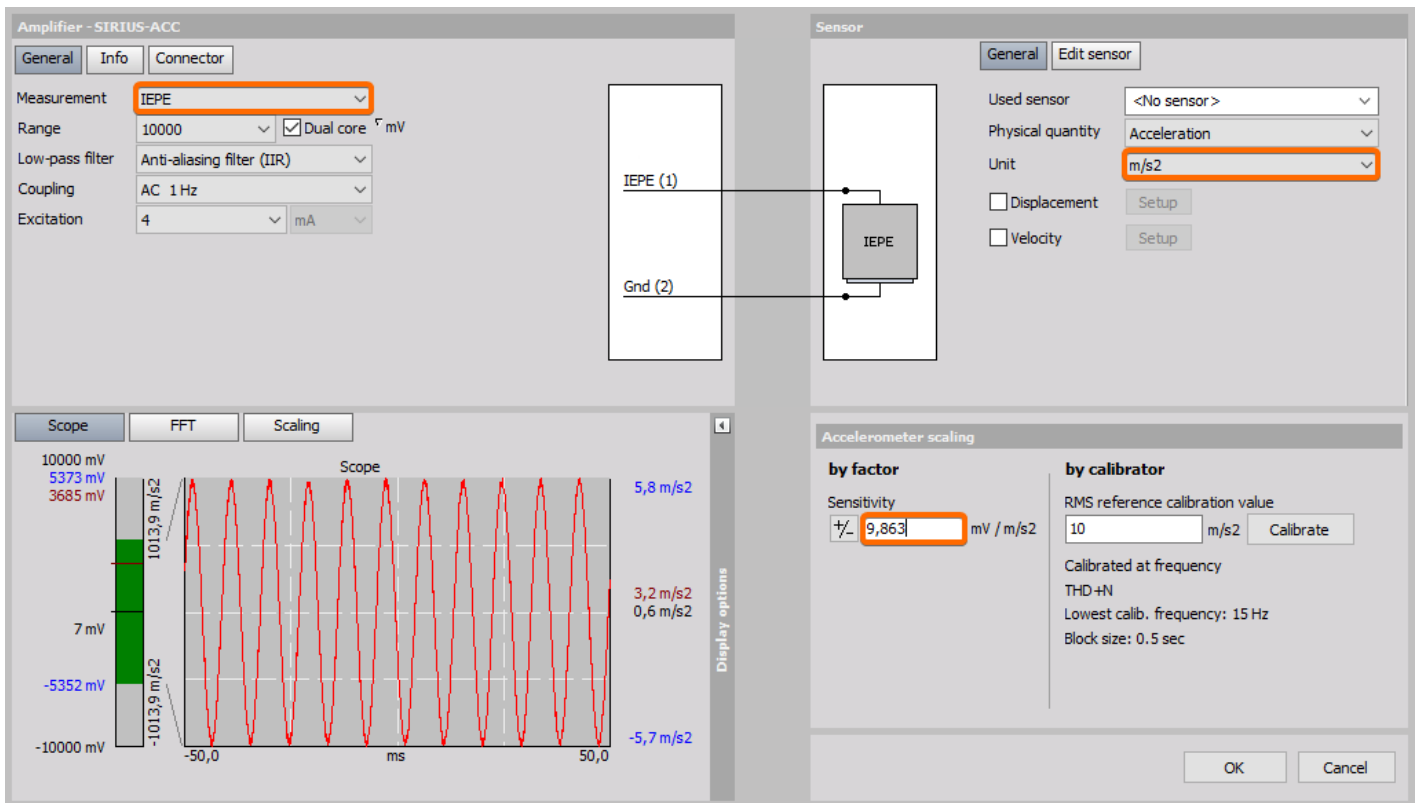 Amplifier - SIRIUS-ACC
General Info Connector
Measurement IEPE
Range 10000 Dual core mV
Low-pass filter Anti-aliasing filter (IIR)
Coupling AC 1 Hz
Excitation 4 mA
IEPE (1)
Gnd (2)
Sensor
General Edit sensor
Used sensor <No sensor>
Physical quantity Acceleration
Unit m/s2
Displacement Setup
Velocity Setup
IEPE
Scope FFT Scaling
Scope
10000 mV
5373 mV
3685 mV
7 mV
-5352 mV
-10000 mV
1013,9 m/s2
-1013,9 m/s2
5,8 m/s2
3,2 m/s2
0,6 m/s2
-5,7 m/s2
-50,0 ms 50,0
Display options
Accelerometer scaling
by factor
Sensitivity
+/- 9,863 mV / m/s2
by calibrator
RMS reference calibration value
10 m/s2 Calibrate
Calibrated at frequency
THD+N
Lowest calib. frequency: 15 Hz
Block size: 0.5 sec
OK Cancel